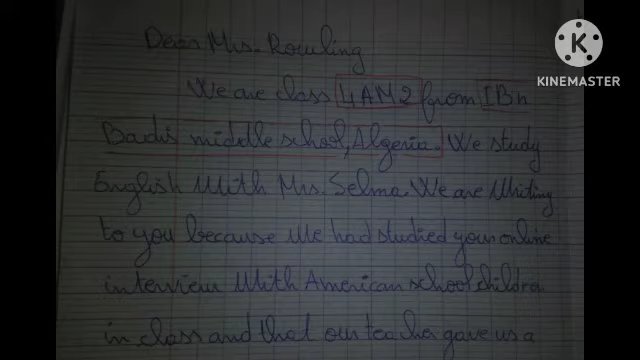 Dear Mrs. Rowling
We are class 4AM2 from IBn
Badis middle school, Algeria. We study
English With Mrs. Selma. We are Whiting
to you because We had studied your online
interview With American school childra
in class and that our teacher gave us a
K
KINEMASTER